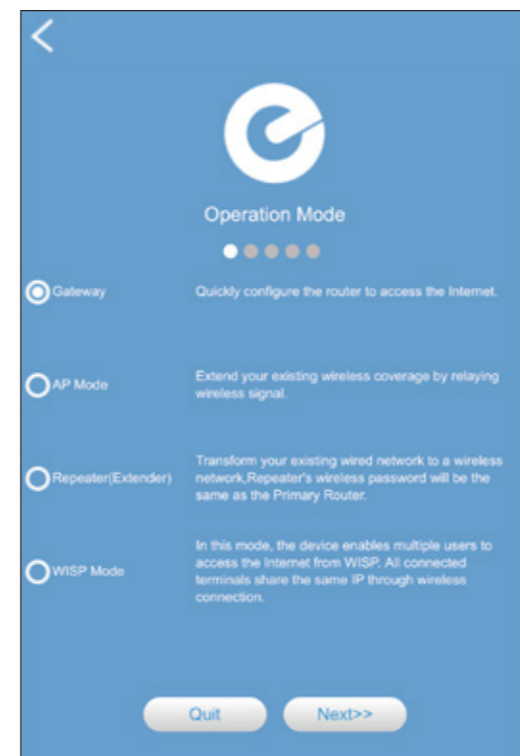 Operation Mode
Gateway
Quickly configure the router to access the Internet.
AP Mode
Extend your existing wireless coverage by relaying
wireless signal.
Repeater(Extender)
Transform your existing wired network to a wireless
network,Repeater's wireless password will be the
same as the Primary Router.
WISP Mode
In this mode, the device enables multiple users to
access the Internet from WISP. All connected
terminals share the same IP through wireless
connection.
Quit
Next>>